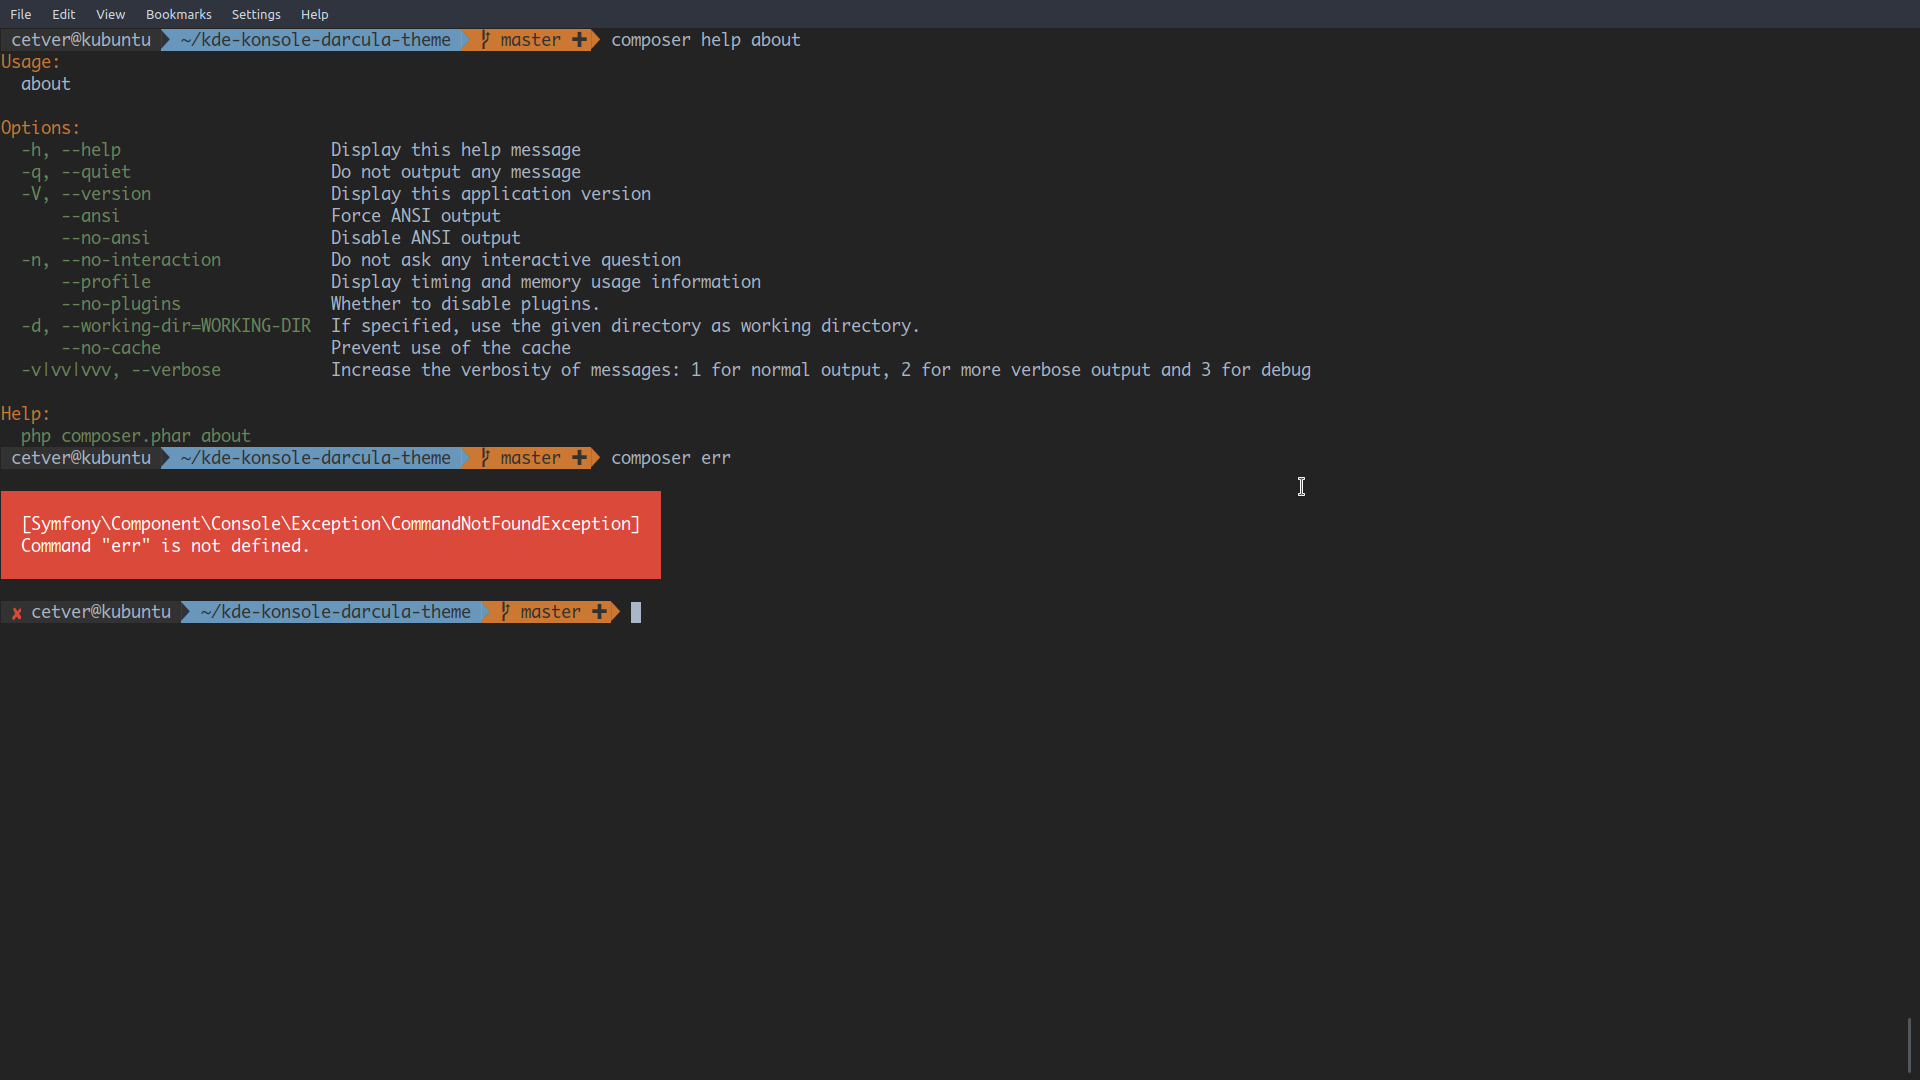 File Edit View Bookmarks Settings Help
cetver@kubuntu ~/kde-konsole-darcula-theme master ✚ composer help about
Usage:
  about

Options:
  -h, --help                     Display this help message
  -q, --quiet                    Do not output any message
  -V, --version                  Display this application version
      --ansi                     Force ANSI output
      --no-ansi                  Disable ANSI output
  -n, --no-interaction           Do not ask any interactive question
      --profile                  Display timing and memory usage information
      --no-plugins               Whether to disable plugins.
  -d, --working-dir=WORKING-DIR  If specified, use the given directory as working directory.
      --no-cache                 Prevent use of the cache
  -v|vv|vvv, --verbose           Increase the verbosity of messages: 1 for normal output, 2 for more verbose output and 3 for debug

Help:
  php composer.phar about
cetver@kubuntu ~/kde-konsole-darcula-theme master ✚ composer err

  [Symfony\Component\Console\Exception\CommandNotFoundException]
  Command "err" is not defined.

✘ cetver@kubuntu ~/kde-konsole-darcula-theme master ✚